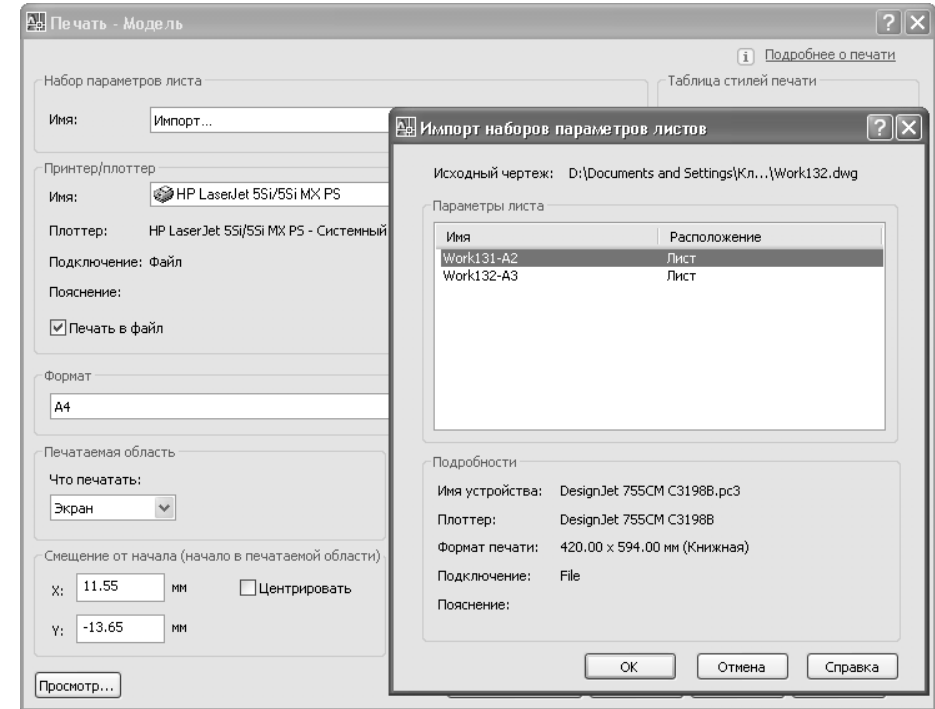 Печать - Модель
Подробнее о печати
Набор параметров листа
Таблица стилей печати
Имя: Импорт...
Принтер/плоттер
Имя: HP LaserJet 5Si/5Si MX PS
Плоттер: HP LaserJet 5Si/5Si MX PS - Системный
Подключение: Файл
Пояснение:
Печать в файл
Формат
A4
Печатаемая область
Что печатать:
Экран
Смещение от начала (начало в печатаемой области)
X: 11.55 мм Центрировать
Y: -13.65 мм
Просмотр...
Импорт наборов параметров листов
Исходный чертеж: D:\Documents and Settings\Кл...\Work132.dwg
Параметры листа
Имя Расположение
Work131-A2 Лист
Work132-A3 Лист
Подробности
Имя устройства: DesignJet 755CM C3198B.pc3
Плоттер: DesignJet 755CM C3198B
Формат печати: 420.00 x 594.00 мм (Книжная)
Подключение: File
Пояснение:
OK Отмена Справка